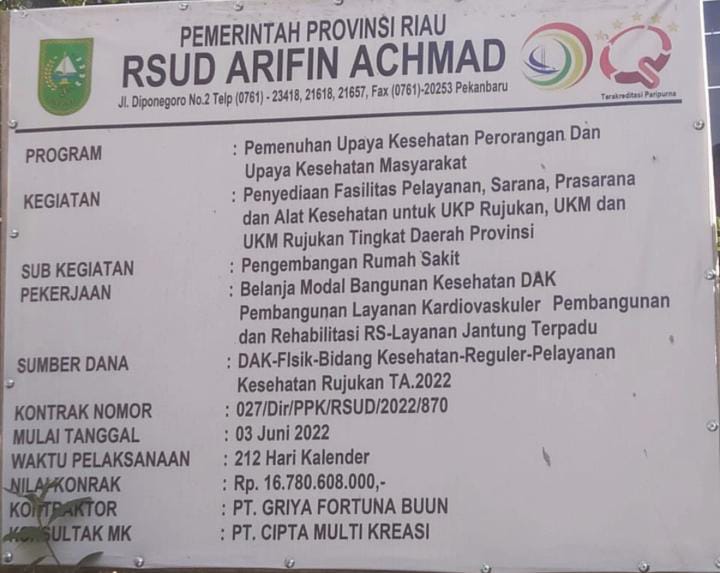 PEMERINTAH PROVINSI RIAU
RSUD ARIFIN ACHMAD
Jl. Diponegoro No.2 Telp (0761) - 23418, 21618, 21657, Fax (0761)-20253 Pekanbaru
Terakreditasi Paripurna
PROGRAM : Pemenuhan Upaya Kesehatan Perorangan Dan
Upaya Kesehatan Masyarakat
KEGIATAN : Penyediaan Fasilitas Pelayanan, Sarana, Prasarana
dan Alat Kesehatan untuk UKP Rujukan, UKM dan
UKM Rujukan Tingkat Daerah Provinsi
SUB KEGIATAN : Pengembangan Rumah Sakit
PEKERJAAN : Belanja Modal Bangunan Kesehatan DAK
Pembangunan Layanan Kardiovaskuler Pembangunan
dan Rehabilitasi RS-Layanan Jantung Terpadu
SUMBER DANA : DAK-FIsik-Bidang Kesehatan-Reguler-Pelayanan
Kesehatan Rujukan TA.2022
KONTRAK NOMOR : 027/Dir/PPK/RSUD/2022/870
MULAI TANGGAL : 03 Juni 2022
WAKTU PELAKSANAAN : 212 Hari Kalender
NILAI KONRAK : Rp. 16.780.608.000,-
KONTRAKTOR : PT. GRIYA FORTUNA BUUN
KONSULTAK MK : PT. CIPTA MULTI KREASI